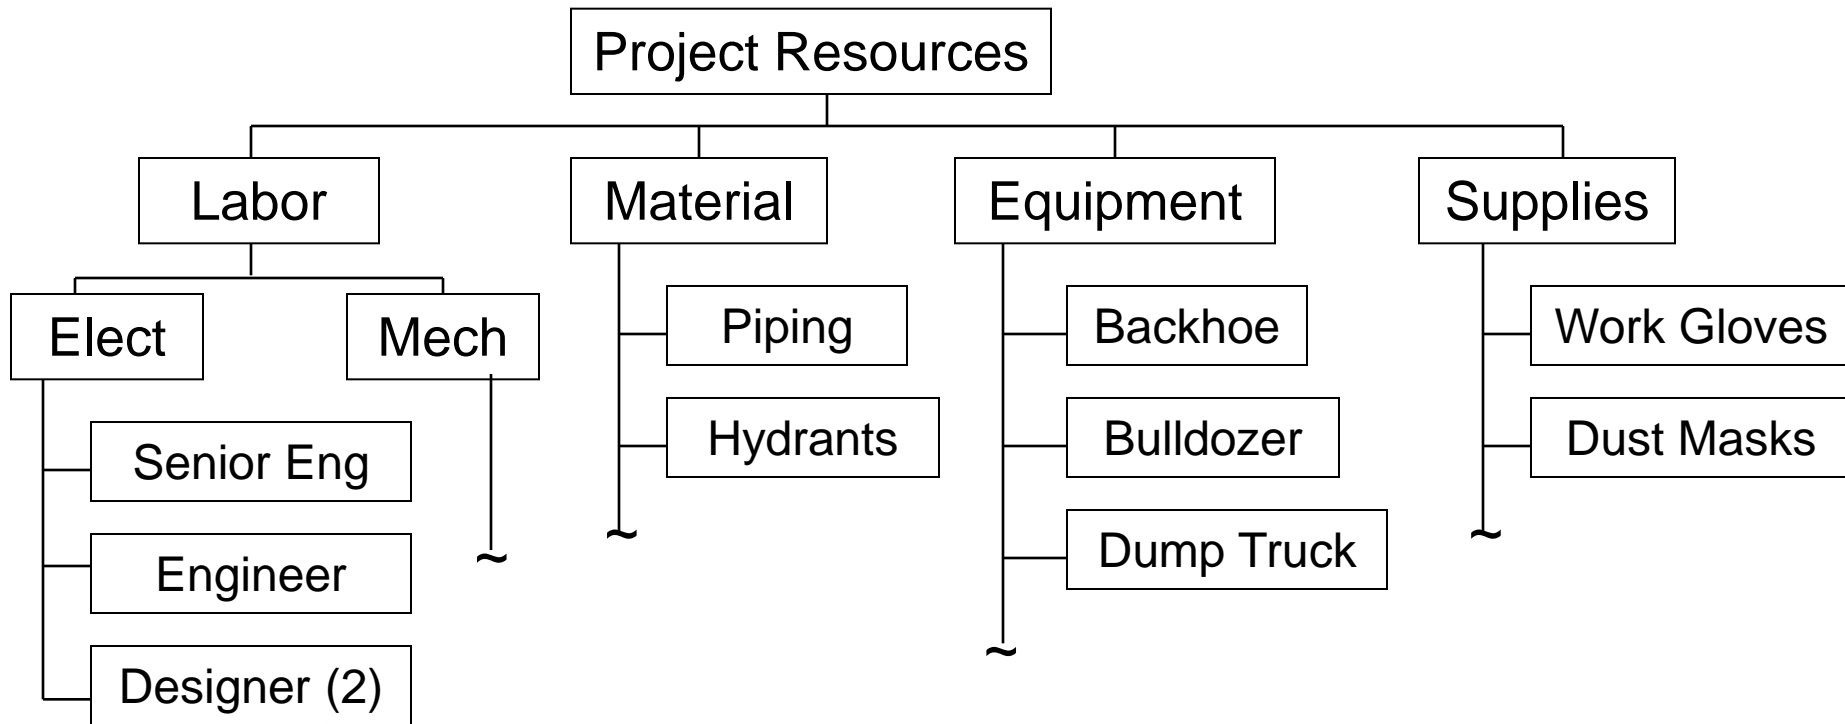 Project Resources
Labor
Material
Equipment
Supplies
Elect
Mech
Piping
Backhoe
Work Gloves
Hydrants
Bulldozer
Dust Masks
Senior Eng
Engineer
Dump Truck
Designer (2)
~
~
~
~